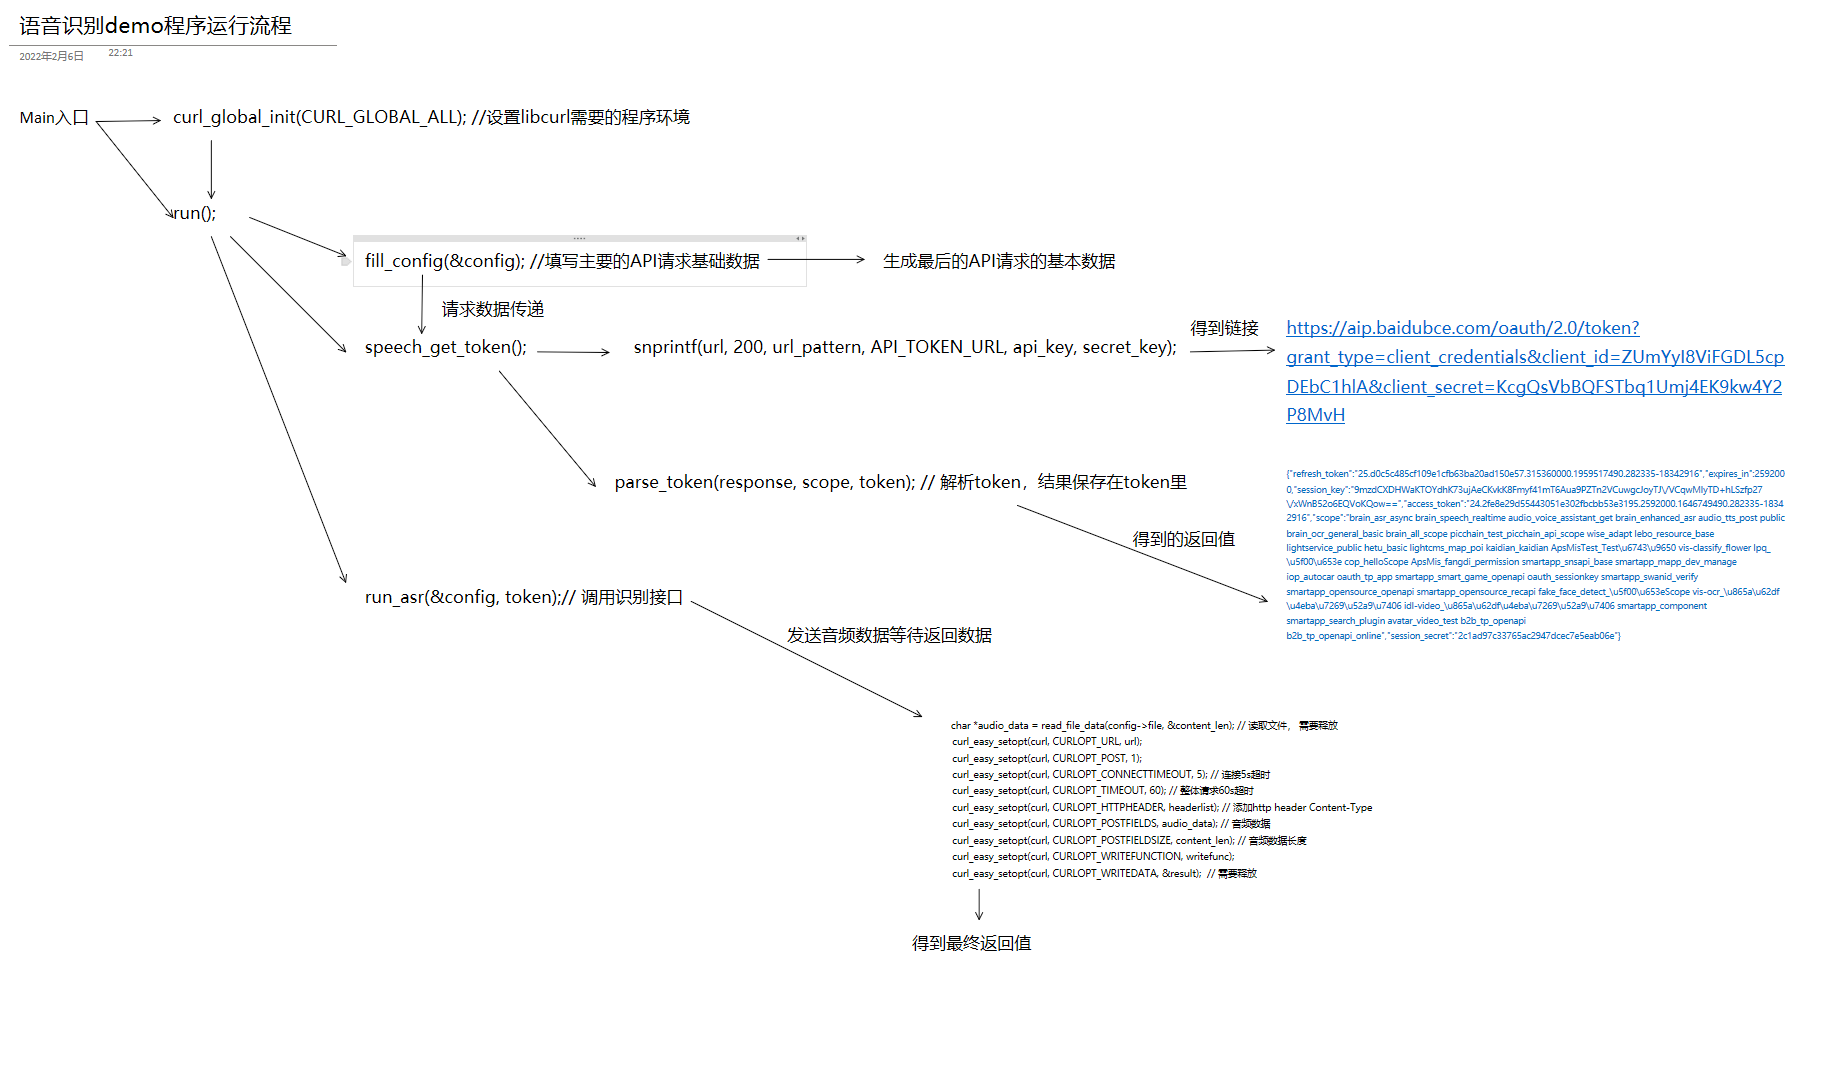 语音识别demo程序运行流程
2022年2月6日 22:21
Main入口
curl_global_init(CURL_GLOBAL_ALL); //设置libcurl需要的程序环境
run();
fill_config(&config); //填写主要的API请求基础数据
生成最后的API请求的基本数据
请求数据传递
speech_get_token();
snprintf(url, 200, url_pattern, API_TOKEN_URL, api_key, secret_key);
得到链接
https://aip.baidubce.com/oauth/2.0/token?
grant_type=client_credentials&client_id=ZUmYyI8ViFGDL5cp
DEbC1hlA&client_secret=KcgQsVbBQFSTbq1Umj4EK9kw4Y2
P8MvH
parse_token(response, scope, token); // 解析token，结果保存在token里
得到的返回值
{"refresh_token":"25.d0c5c485cf109e1cfb63ba20ad150e57.315360000.1959517490.282335-18342916","expires_in":259200
0,"session_key":"9mzdCXDHWaKTOYdhK73ujAeCKvkK8Fmyf41mT6Aua9PZTn2VCuwgcJoyTJ\/VCqwMlyTD+hLSzfp27
\/xWnB52o6EQVoKQow==","access_token":"24.2fe8e29d55443051e302fbcbb53e3195.2592000.1646749490.282335-1834
2916","scope":"brain_asr_async brain_speech_realtime audio_voice_assistant_get brain_enhanced_asr audio_tts_post public
brain_ocr_general_basic brain_all_scope picchain_test_picchain_api_scope wise_adapt lebo_resource_base
lightservice_public hetu_basic lightcms_map_poi kaidian_kaidian ApsMisTest_Test\u6743\u9650 vis-classify_flower lpq_
\u5f00\u653e cop_helloScope ApsMis_fangdi_permission smartapp_snsapi_base smartapp_mapp_dev_manage
iop_autocar oauth_tp_app smartapp_smart_game_openapi oauth_sessionkey smartapp_swanid_verify
smartapp_opensource_openapi smartapp_opensource_recapi fake_face_detect_\u5f00\u653eScope vis-ocr_\u865a\u62df
\u4eba\u7269\u52a9\u7406 idl-video_\u865a\u62df\u4eba\u7269\u52a9\u7406 smartapp_component
smartapp_search_plugin avatar_video_test b2b_tp_openapi
b2b_tp_openapi_online","session_secret":"2c1ad97c33765ac2947dcec7e5eab06e"}
run_asr(&config, token);// 调用识别接口
发送音频数据等待返回数据
char *audio_data = read_file_data(config->file, &content_len); // 读取文件， 需要释放
curl_easy_setopt(curl, CURLOPT_URL, url);
curl_easy_setopt(curl, CURLOPT_POST, 1);
curl_easy_setopt(curl, CURLOPT_CONNECTTIMEOUT, 5); // 连接5s超时
curl_easy_setopt(curl, CURLOPT_TIMEOUT, 60); // 整体请求60s超时
curl_easy_setopt(curl, CURLOPT_HTTPHEADER, headerlist); // 添加http header Content-Type
curl_easy_setopt(curl, CURLOPT_POSTFIELDS, audio_data); // 音频数据
curl_easy_setopt(curl, CURLOPT_POSTFIELDSIZE, content_len); // 音频数据长度
curl_easy_setopt(curl, CURLOPT_WRITEFUNCTION, writefunc);
curl_easy_setopt(curl, CURLOPT_WRITEDATA, &result);  // 需要释放
得到最终返回值